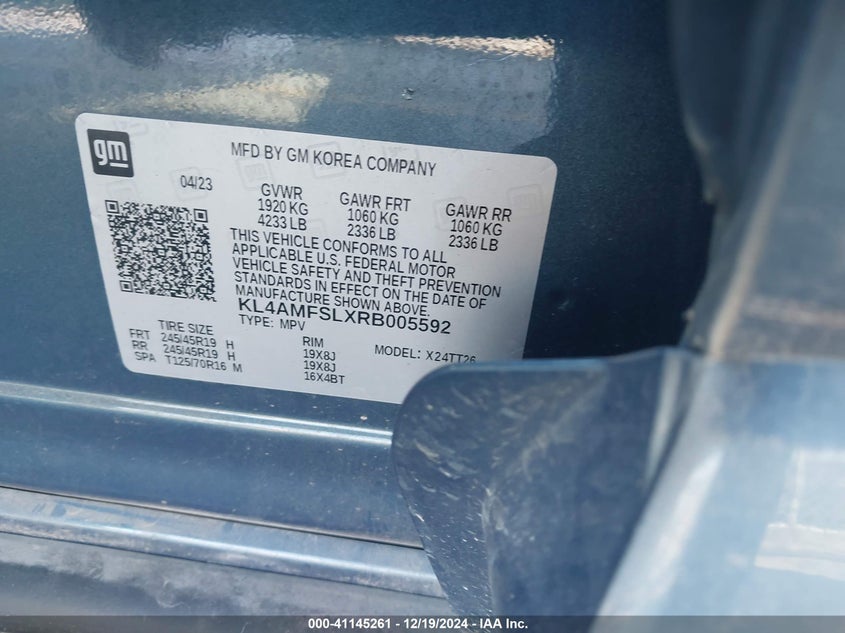 gm
MFD BY GM KOREA COMPANY
04/23
GVWR GAWR FRT GAWR RR
1920 KG 1060 KG 1060 KG
4233 LB 2336 LB 2336 LB
THIS VEHICLE CONFORMS TO ALL
APPLICABLE U.S. FEDERAL MOTOR
VEHICLE SAFETY AND THEFT PREVENTION
STANDARDS IN EFFECT ON THE DATE OF
MANUFACTURE SHOWN ABOVE.
KL4AMFSLXRB005592
TYPE: MPV MODEL: X24TT26
TIRE SIZE RIM
FRT 245/45R19 H 19X8J
RR 245/45R19 H 19X8J
SPA T125/70R16 M 16X4BT
000-41145261 - 12/19/2024 - IAA Inc.